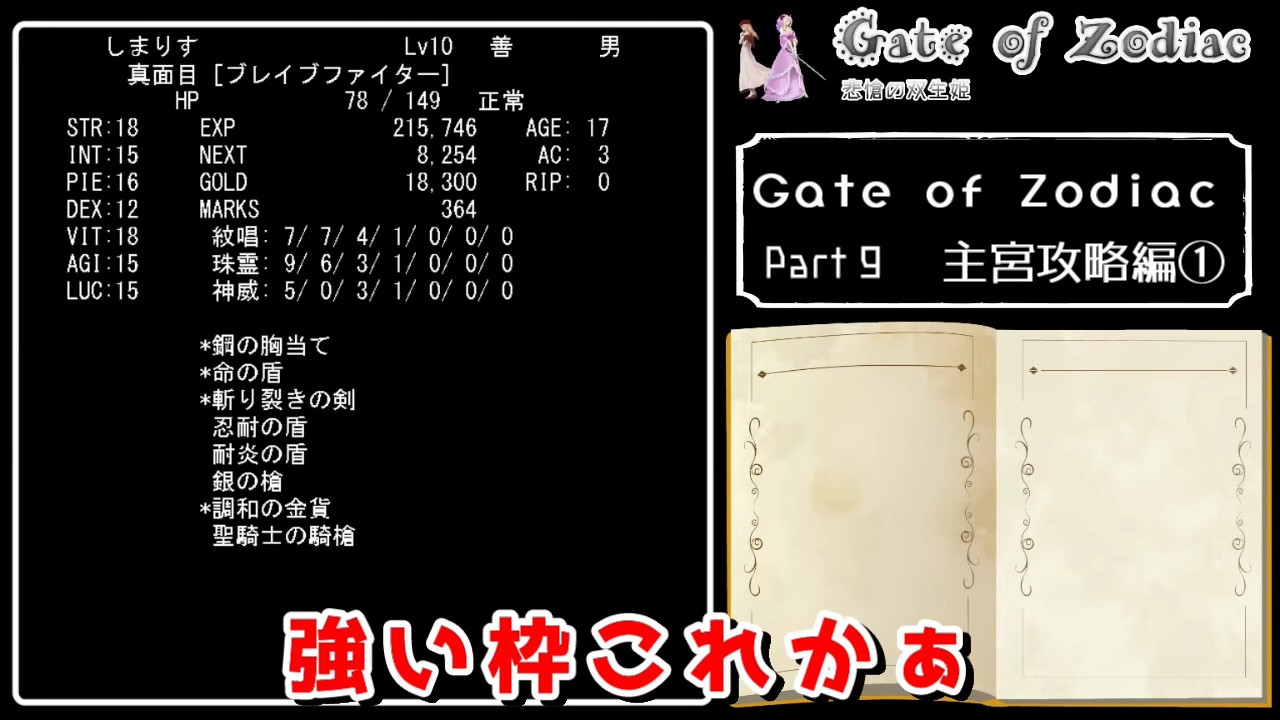 しまりす Lv10 善 男
真面目 [ブレイブファイター]
HP 78 / 149 正常
STR:18 EXP 215,746 AGE: 17
INT:15 NEXT 8,254 AC: 3
PIE:16 GOLD 18,300 RIP: 0
DEX:12 MARKS 364
VIT:18 紋唱: 7/ 7/ 4/ 1/ 0/ 0/ 0
AGI:15 珠霊: 9/ 6/ 3/ 1/ 0/ 0/ 0
LUC:15 神威: 5/ 0/ 3/ 1/ 0/ 0/ 0
*鋼の胸当て
*命の盾
*斬り裂きの剣
忍耐の盾
耐炎の盾
銀の槍
*調和の金貨
聖騎士の騎槍
Gate of Zodiac
悲愴の双生姫
Gate of Zodiac
Part 9 主宮攻略編①
強い枠これかぁ